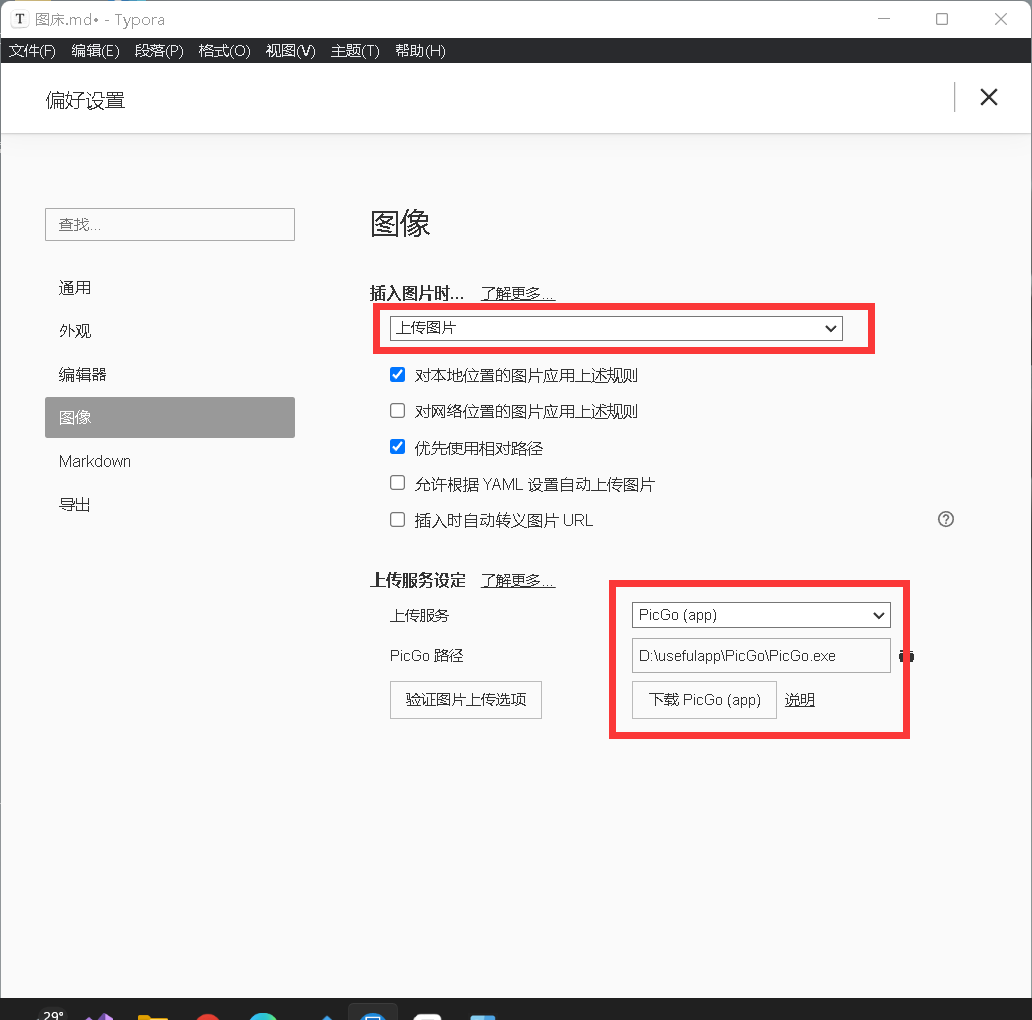 T 图床.md• - Typora
文件(F) 编辑(E) 段落(P) 格式(O) 视图(V) 主题(T) 帮助(H)
偏好设置
查找...
通用
外观
编辑器
图像
Markdown
导出
图像
插入图片时... 了解更多...
上传图片
对本地位置的图片应用上述规则
对网络位置的图片应用上述规则
优先使用相对路径
允许根据 YAML 设置自动上传图片
插入时自动转义图片 URL
上传服务设定 了解更多...
上传服务 PicGo (app)
PicGo 路径 D:\usefulapp\PicGo\PicGo.exe
验证图片上传选项 下载 PicGo (app) 说明
29°